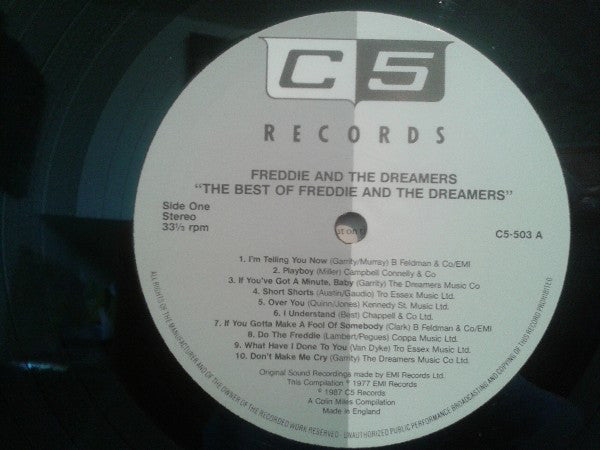 C5
RECORDS
FREDDIE AND THE DREAMERS
"THE BEST OF FREDDIE AND THE DREAMERS"
Side One
Stereo
33⅓ rpm
C5-503 A
1. I'm Telling You Now (Garrity/Murray) B Feldman & Co/EMI
2. Playboy (Miller) Campbell Connelly & Co
3. If You've Got A Minute, Baby (Garrity) The Dreamers Music Co
4. Short Shorts (Austin/Gaudio) Tro Essex Music Ltd.
5. Over You (Quinn/Jones) Kennedy St. Music Ltd.
6. I Understand (Best) Chappell & Co Ltd.
7. If You Gotta Make A Fool Of Somebody (Clark) B Feldman & Co/EMI
8. Do The Freddie (Lambert/Pegues) Coppa Music Ltd.
9. What Have I Done To You (Van Dyke) Tro Essex Music Ltd.
10. Don't Make Me Cry (Garrity) The Dreamers Music Co Ltd.
Original Sound Recordings made by EMI Records Ltd.
This Compilation ℗ 1977 EMI Records
© 1987 C5 Records
A Colin Miles Compilation
Made in England
ALL RIGHTS OF THE MANUFACTURER AND OF THE OWNER OF THE RECORDED WORK RESERVED - UNAUTHORIZED PUBLIC PERFORMANCE BROADCASTING AND COPYING OF THIS RECORD PROHIBITED